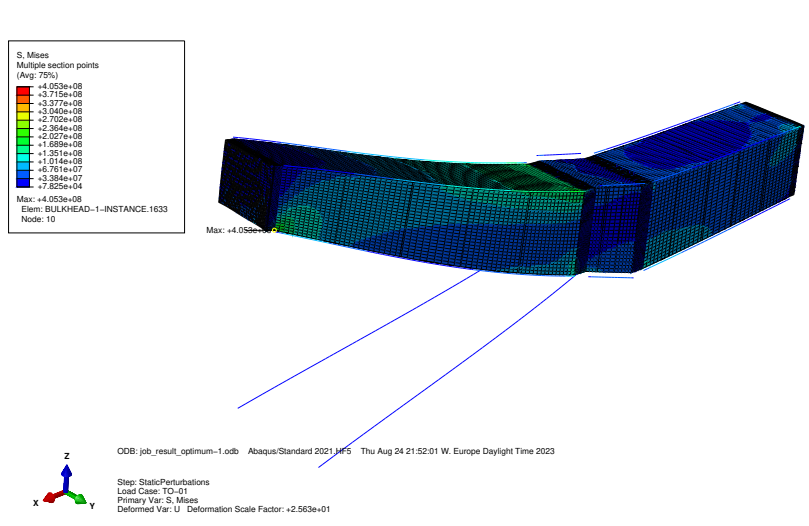 S, Mises
Multiple section points
(Avg: 75%)
+4.053e+08
+3.715e+08
+3.377e+08
+3.040e+08
+2.702e+08
+2.364e+08
+2.027e+08
+1.689e+08
+1.351e+08
+1.014e+08
+6.761e+07
+3.384e+07
+7.825e+04
Max: +4.053e+08
Elem: BULKHEAD-1-INSTANCE.1633
Node: 10
Max: +4.053e+08
ODB: job_result_optimum-1.odb Abaqus/Standard 2021.HF5 Thu Aug 24 21:52:01 W. Europe Daylight Time 2023
Z
X
Y
Step: StaticPerturbations
Load Case: TO-01
Primary Var: S, Mises
Deformed Var: U Deformation Scale Factor: +2.563e+01